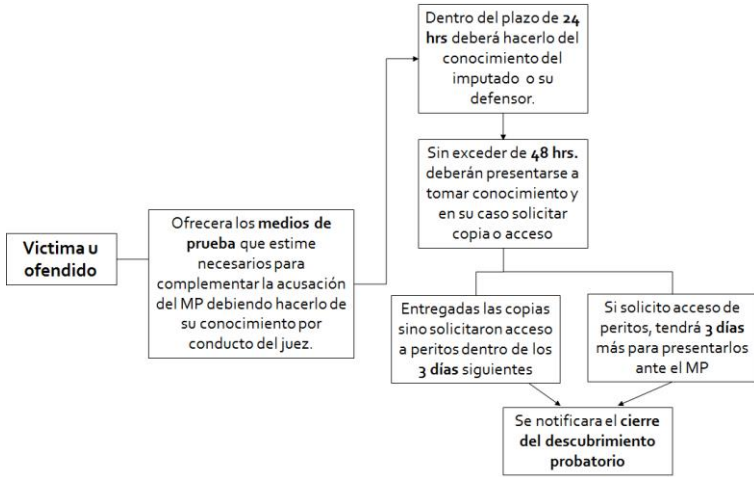 Dentro del plazo de 24
hrs deberá hacerlo del
conocimiento del
imputado o su
defensor.
Sin exceder de 48 hrs.
deberán presentarse a
tomar conocimiento y
en su caso solicitar
copia o acceso
Victima u
ofendido
Ofrecera los medios de
prueba que estime
necesarios para
complementar la acusación
del MP debiendo hacerlo de
su conocimiento por
conducto del juez.
Entregadas las copias
sino solicitaron acceso
a peritos dentro de los
3 días siguientes
Si solicito acceso de
peritos, tendrá 3 días
más para presentarlos
ante el MP
Se notificara el cierre
del descubrimiento
probatorio